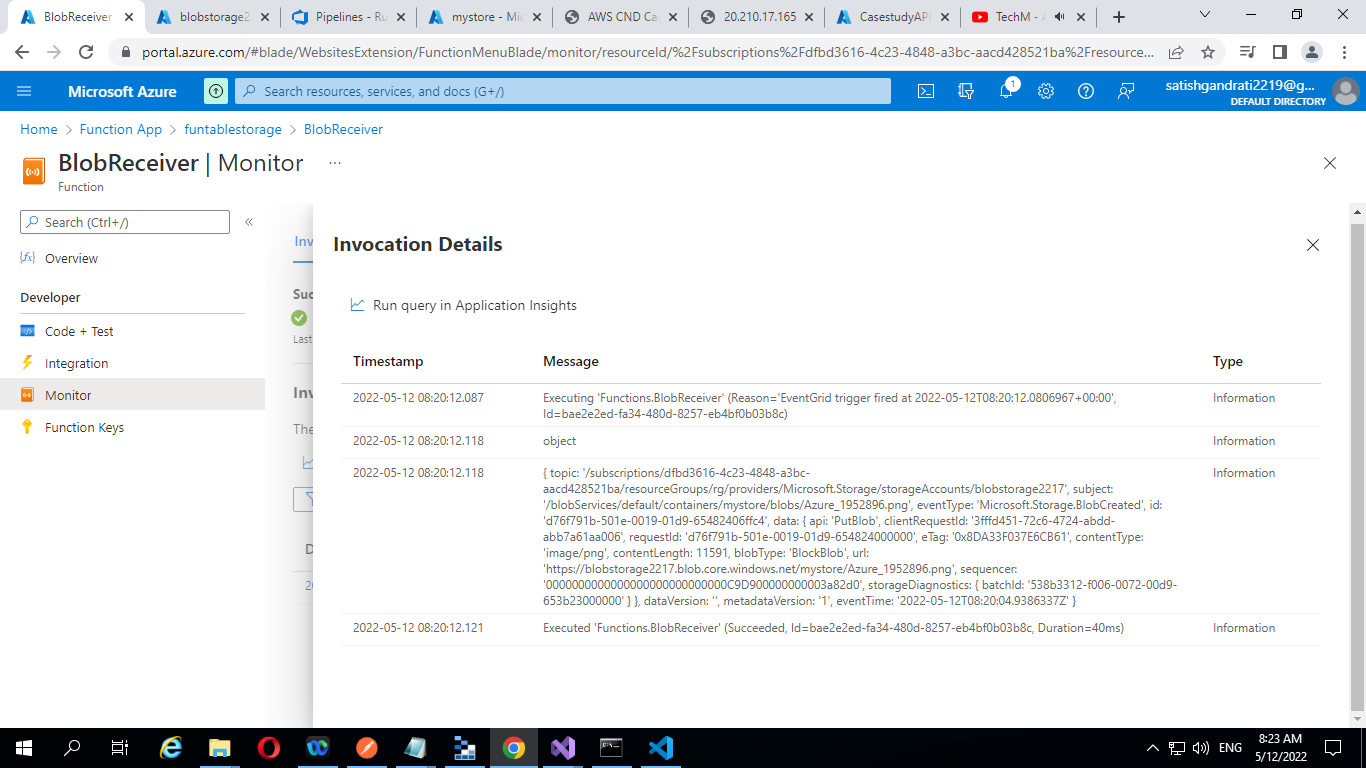 BlobReceiver
blobstorage2
Pipelines - Ru
mystore - Mic
AWS CND Ca
20.210.17.165
CasestudyAPI
TechM - A
portal.azure.com/#blade/WebsitesExtension/FunctionMenuBlade/monitor/resourceId/%2Fsubscriptions%2Fdfbd3616-4c23-4848-a3bc-aacd428521ba%2Fresource...
Microsoft Azure
Search resources, services, and docs (G+/)
1
satishgandrati2219@g...
DEFAULT DIRECTORY
Home > Function App > funtablestorage > BlobReceiver
BlobReceiver | Monitor ...
Function
Search (Ctrl+/)
«
Overview
Developer
Code + Test
Integration
Monitor
Function Keys
Inv
Suc
Last
Inv
The
D
20
Invocation Details
Run query in Application Insights
Timestamp Message Type
2022-05-12 08:20:12.087 Executing 'Functions.BlobReceiver' (Reason='EventGrid trigger fired at 2022-05-12T08:20:12.0806967+00:00', Information
Id=bae2e2ed-fa34-480d-8257-eb4bf0b03b8c)
2022-05-12 08:20:12.118 object Information
2022-05-12 08:20:12.118 { topic: '/subscriptions/dfbd3616-4c23-4848-a3bc- Information
aacd428521ba/resourceGroups/rg/providers/Microsoft.Storage/storageAccounts/blobstorage2217', subject:
'/blobServices/default/containers/mystore/blobs/Azure_1952896.png', eventType: 'Microsoft.Storage.BlobCreated', id:
'd76f791b-501e-0019-01d9-65482406ffc4', data: { api: 'PutBlob', clientRequestId: '3fffd451-72c6-4724-abdd-
abb7a61aa006', requestId: 'd76f791b-501e-0019-01d9-654824000000', eTag: '0x8DA33F037E6CB61', contentType:
'image/png', contentLength: 11591, blobType: 'BlockBlob', url:
'https://blobstorage2217.blob.core.windows.net/mystore/Azure_1952896.png', sequencer:
'0000000000000000000000000000C9D900000000003a82d0', storageDiagnostics: { batchId: '538b3312-f006-0072-00d9-
653b23000000' } }, dataVersion: '', metadataVersion: '1', eventTime: '2022-05-12T08:20:04.9386337Z' }
2022-05-12 08:20:12.121 Executed 'Functions.BlobReceiver' (Succeeded, Id=bae2e2ed-fa34-480d-8257-eb4bf0b03b8c, Duration=40ms) Information
ENG
8:23 AM
5/12/2022